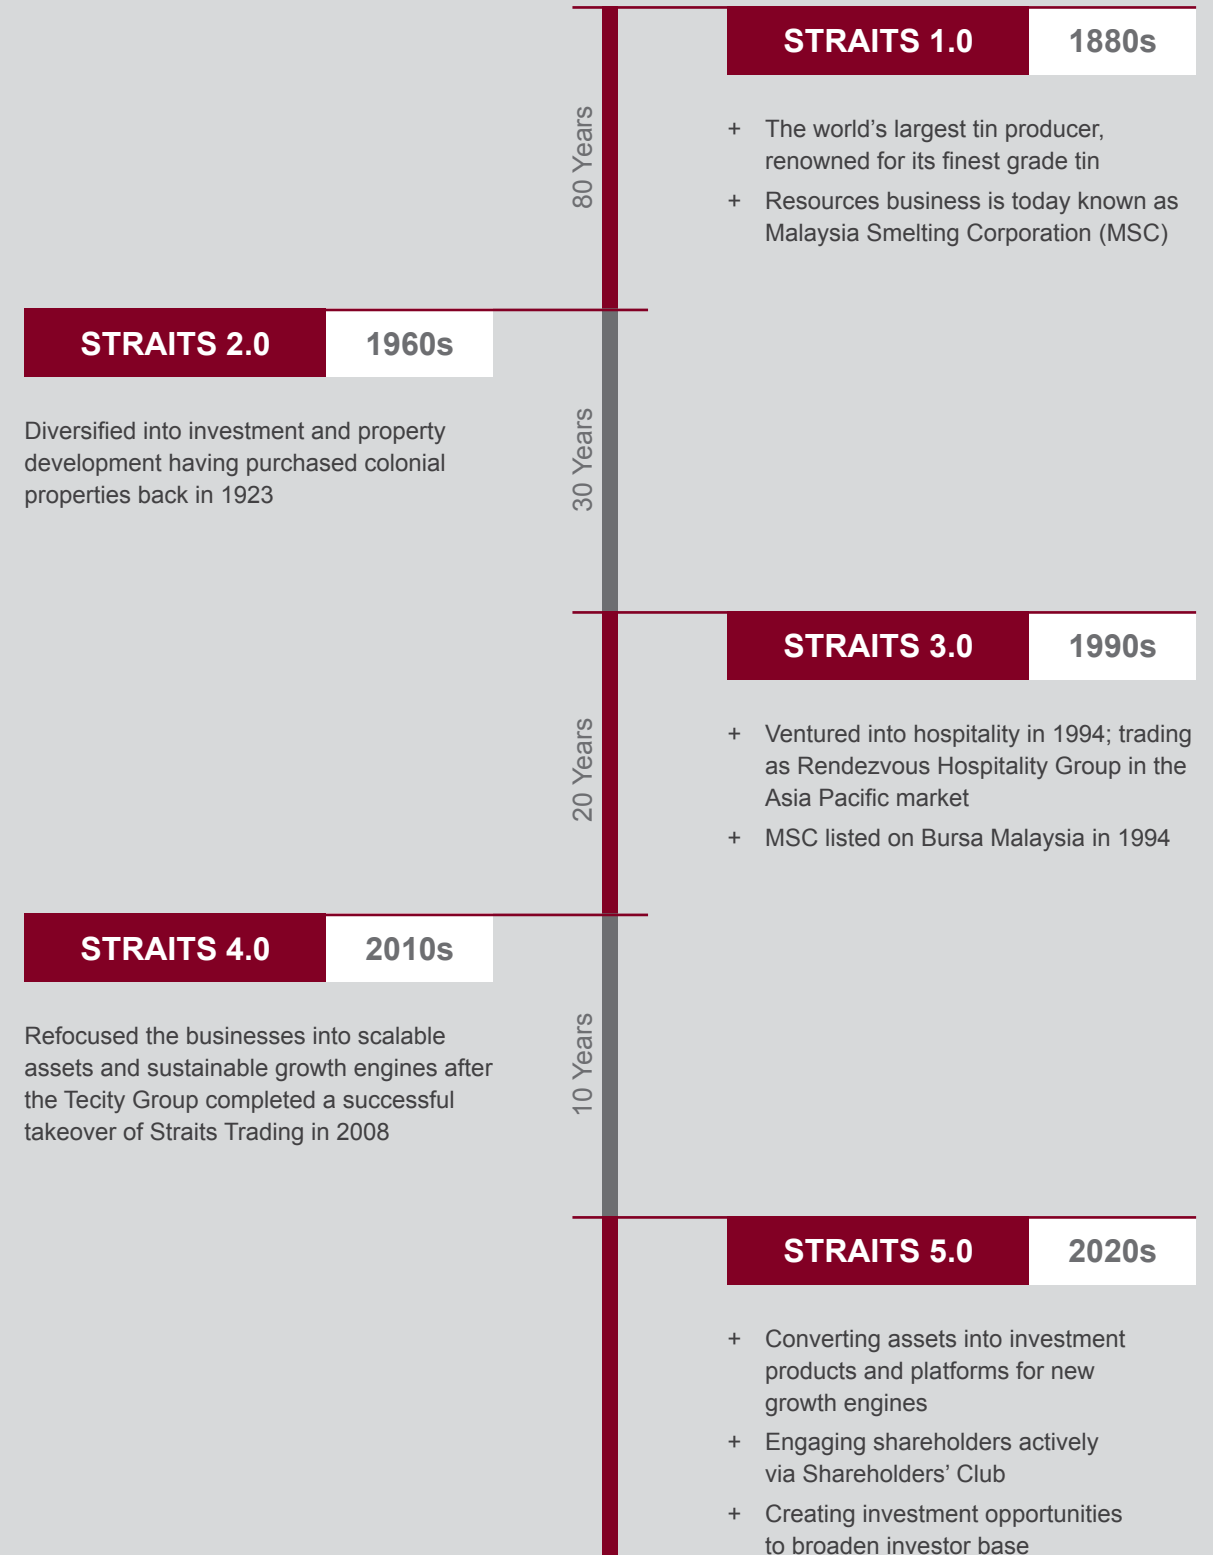 STRAITS 1.0 1880s
80 Years
+ The world’s largest tin producer,
renowned for its finest grade tin
+ Resources business is today known as
Malaysia Smelting Corporation (MSC)
STRAITS 2.0 1960s
Diversified into investment and property
development having purchased colonial
properties back in 1923
30 Years
STRAITS 3.0 1990s
20 Years
+ Ventured into hospitality in 1994; trading
as Rendezvous Hospitality Group in the
Asia Pacific market
+ MSC listed on Bursa Malaysia in 1994
STRAITS 4.0 2010s
Refocused the businesses into scalable
assets and sustainable growth engines after
the Tecity Group completed a successful
takeover of Straits Trading in 2008
10 Years
STRAITS 5.0 2020s
+ Converting assets into investment
products and platforms for new
growth engines
+ Engaging shareholders actively
via Shareholders’ Club
+ Creating investment opportunities
to broaden investor base